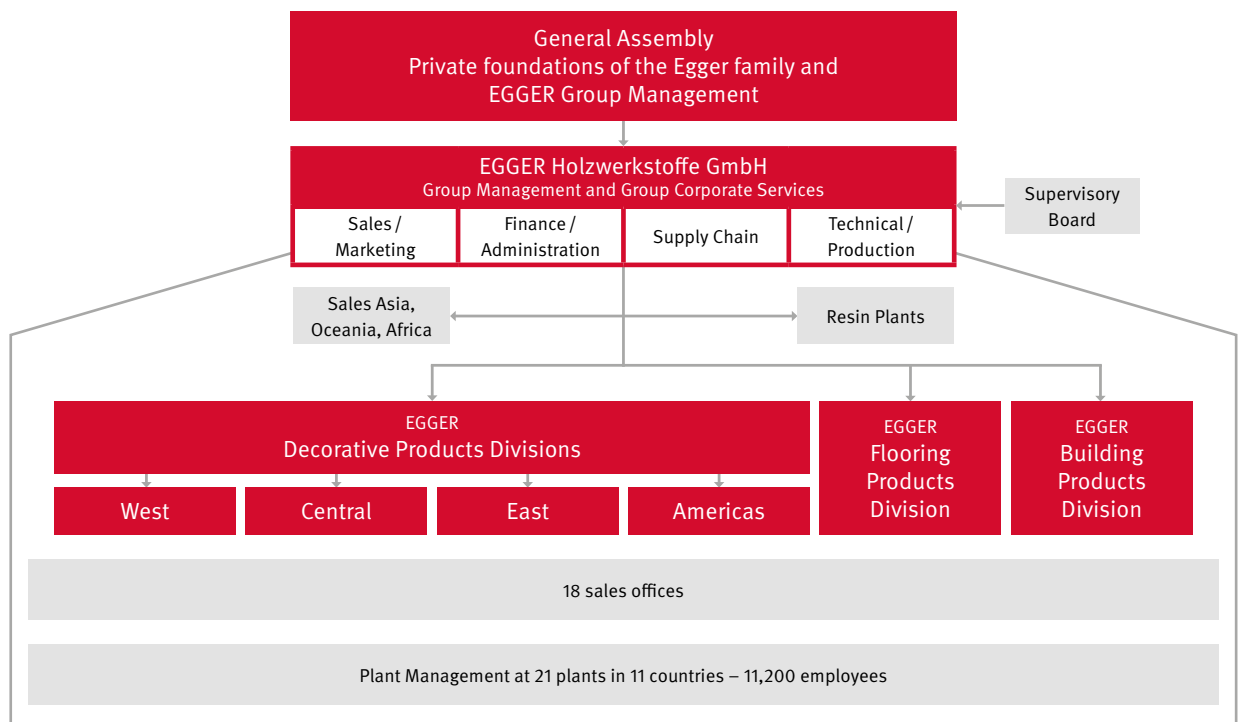 General Assembly
Private foundations of the Egger family and
EGGER Group Management
EGGER Holzwerkstoffe GmbH
Group Management and Group Corporate Services
Sales /
Marketing
Finance /
Administration
Supply Chain
Technical /
Production
Supervisory
Board
Sales Asia,
Oceania, Africa
Resin Plants
EGGER
Decorative Products Divisions
West
Central
East
Americas
EGGER
Flooring
Products
Division
EGGER
Building
Products
Division
18 sales offices
Plant Management at 21 plants in 11 countries – 11,200 employees